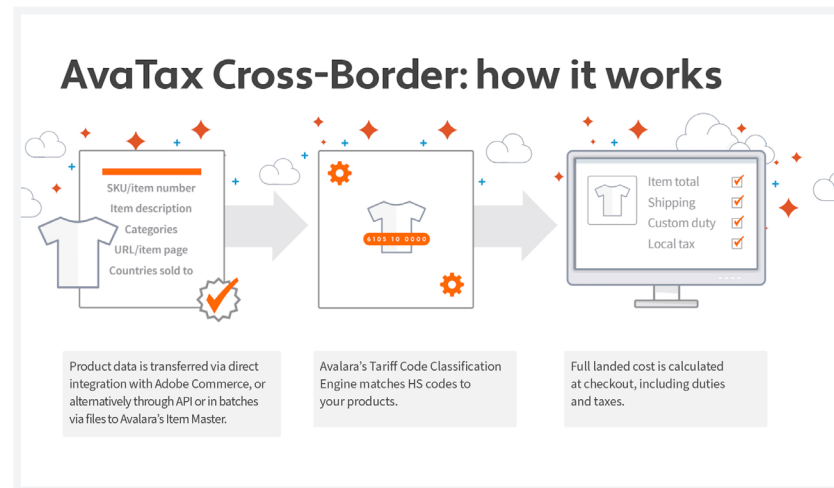 AvaTax Cross-Border: how it works
SKU/item number
Item description
Categories
URL/item page
Countries sold to
6105 10 0000
Item total
Shipping
Custom duty
Local tax
Product data is transferred via direct
integration with Adobe Commerce, or
alternatively through API or in batches
via files to Avalara's Item Master.
Avalara's Tariff Code Classification
Engine matches HS codes to
your products.
Full landed cost is calculated
at checkout, including duties
and taxes.